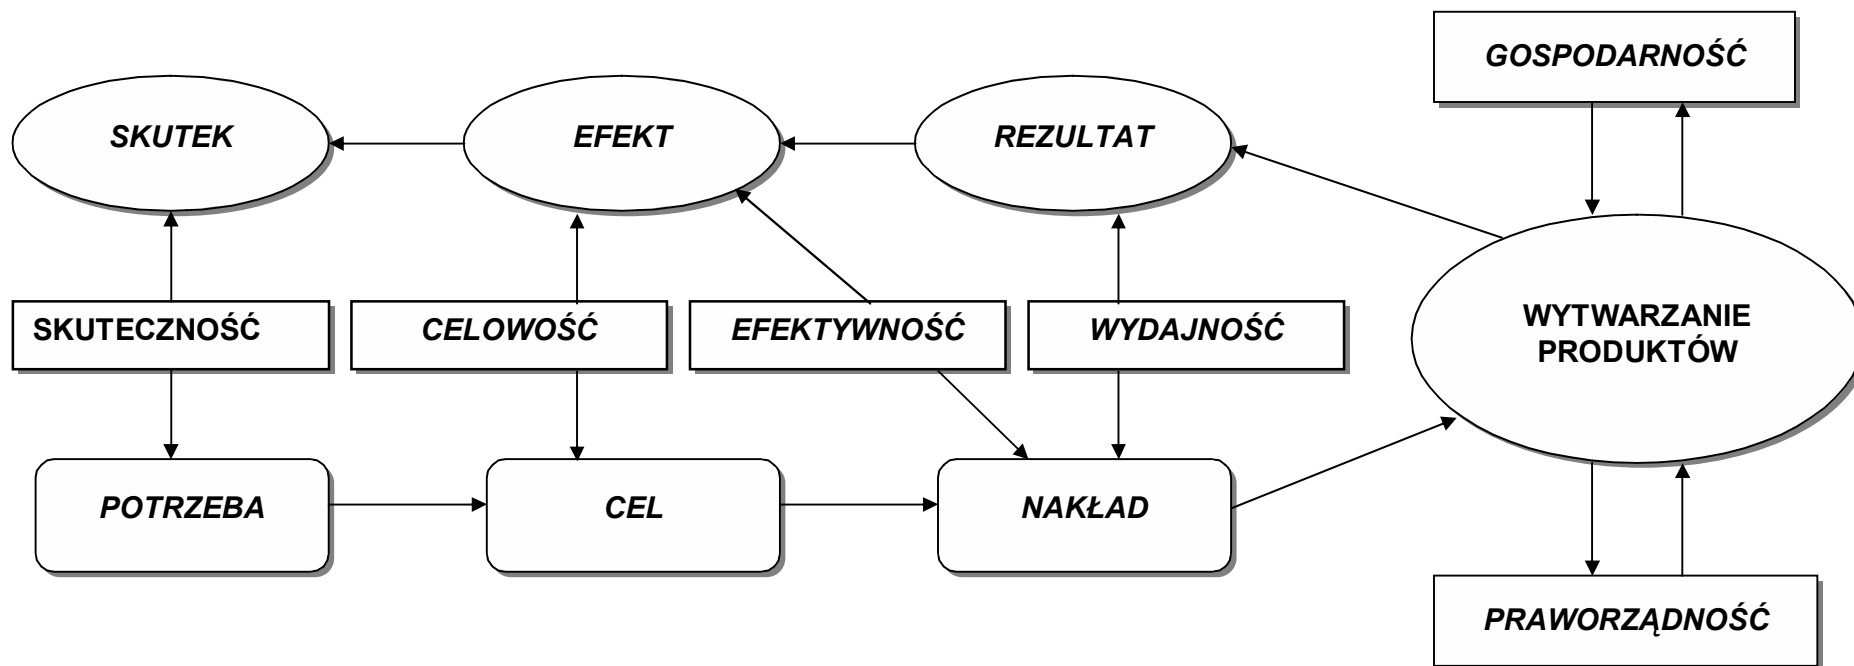 GOSPODARNOŚĆ
SKUTEK
EFEKT
REZULTAT
SKUTECZNOŚĆ
CELOWOŚĆ
EFEKTYWNOŚĆ
WYDAJNOŚĆ
WYTWARZANIE
PRODUKTÓW
POTRZEBA
CEL
NAKŁAD
PRAWORZĄDNOŚĆ